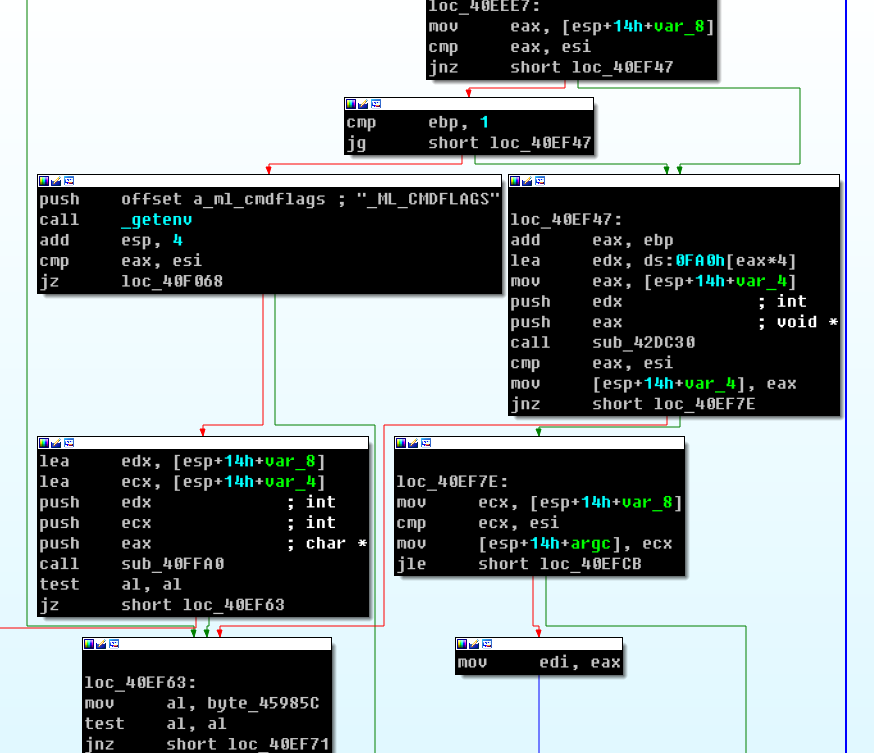 loc_40EEE7:
mov eax, [esp+14h+var_8]
cmp eax, esi
jnz short loc_40EF47
cmp ebp, 1
jg short loc_40EF47
push offset a_ml_cmdflags ; "_ML_CMDFLAGS"
call _getenv
add esp, 4
cmp eax, esi
jz loc_40F068
loc_40EF47:
add eax, ebp
lea edx, ds:0FA0h[eax*4]
mov eax, [esp+14h+var_4]
push edx ; int
push eax ; void *
call sub_42DC30
cmp eax, esi
mov [esp+14h+var_4], eax
jnz short loc_40EF7E
lea edx, [esp+14h+var_8]
lea ecx, [esp+14h+var_4]
push edx ; int
push ecx ; int
push eax ; char *
call sub_40FFA0
test al, al
jz short loc_40EF63
loc_40EF7E:
mov ecx, [esp+14h+var_8]
cmp ecx, esi
mov [esp+14h+argc], ecx
jle short loc_40EFCB
loc_40EF63:
mov al, byte_45985C
test al, al
jnz short loc_40EF71
mov edi, eax